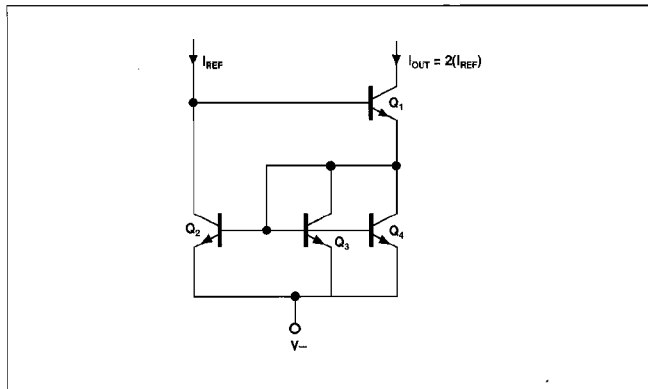 I_REF
I_OUT = 2(I_REF)
Q_1
Q_2
Q_3
Q_4
V–